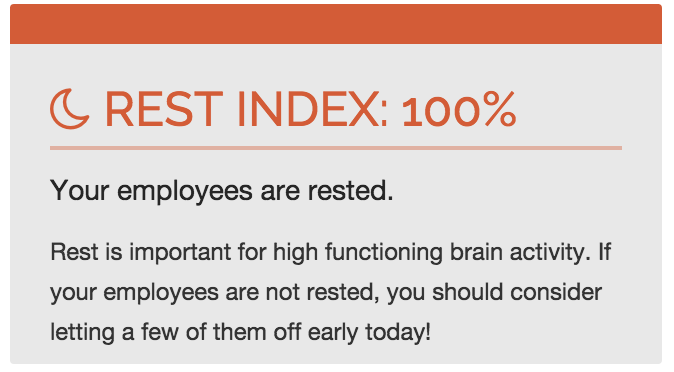 REST INDEX: 100%
Your employees are rested.
Rest is important for high functioning brain activity. If
your employees are not rested, you should consider
letting a few of them off early today!